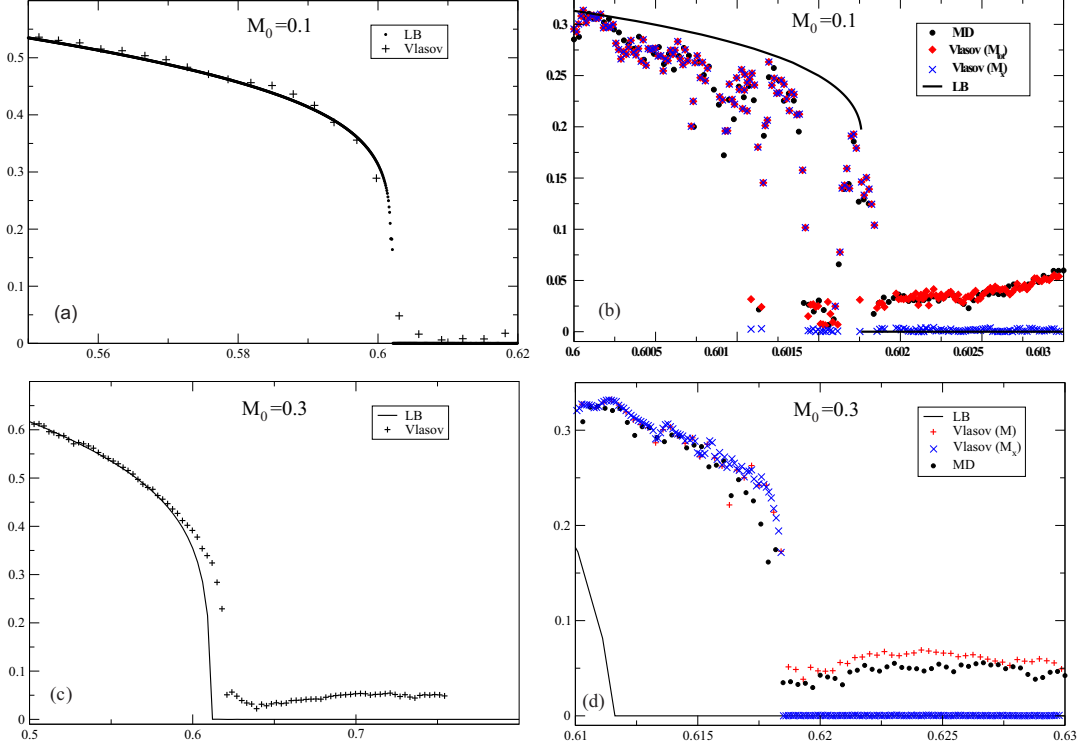 M₀=0.1
LB
Vlasov
0.5
0.4
0.3
0.2
0.1
0
(a)
0.56
0.58
0.6
0.62
M₀=0.1
MD
Vlasov (M_tot)
Vlasov (M_x)
LB
0.3
0.25
0.2
0.15
0.1
0.05
0
(b)
0.6
0.6005
0.601
0.6015
0.602
0.6025
0.603
M₀=0.3
LB
Vlasov
0.6
0.5
0.4
0.3
0.2
0.1
0
(c)
0.5
0.6
0.7
M₀=0.3
LB
Vlasov (M)
Vlasov (Mₓ)
MD
0.3
0.2
0.1
0
(d)
0.61
0.615
0.62
0.625
0.63